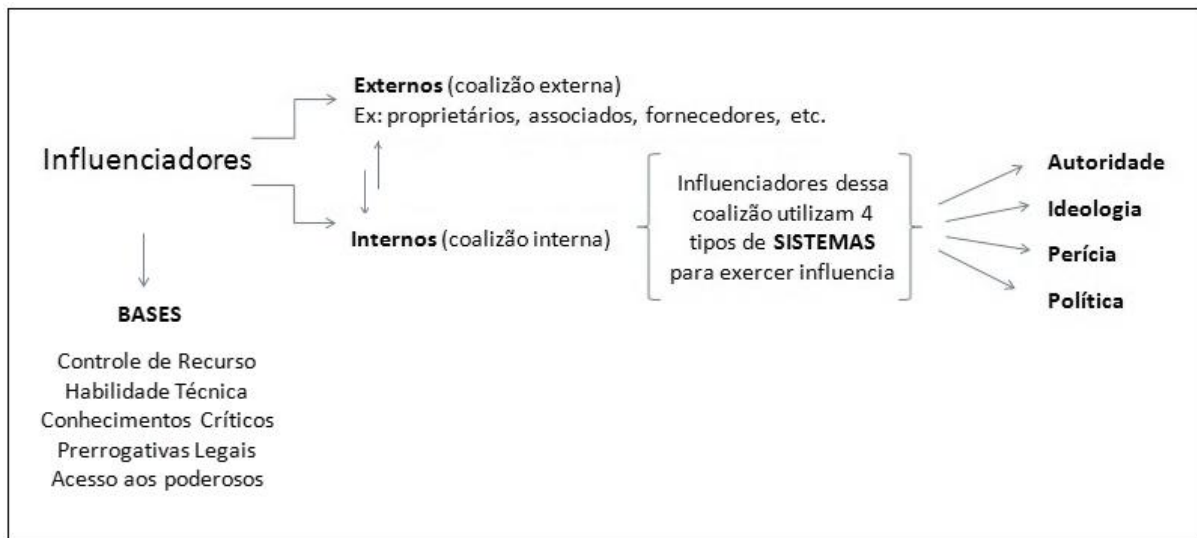 Influenciadores
Externos (coalizão externa)
Ex: proprietários, associados, fornecedores, etc.
Internos (coalizão interna)
Influenciadores dessa
coalizão utilizam 4
tipos de SISTEMAS
para exercer influencia
Autoridade
Ideologia
Perícia
Política
BASES
Controle de Recurso
Habilidade Técnica
Conhecimentos Críticos
Prerrogativas Legais
Acesso aos poderosos